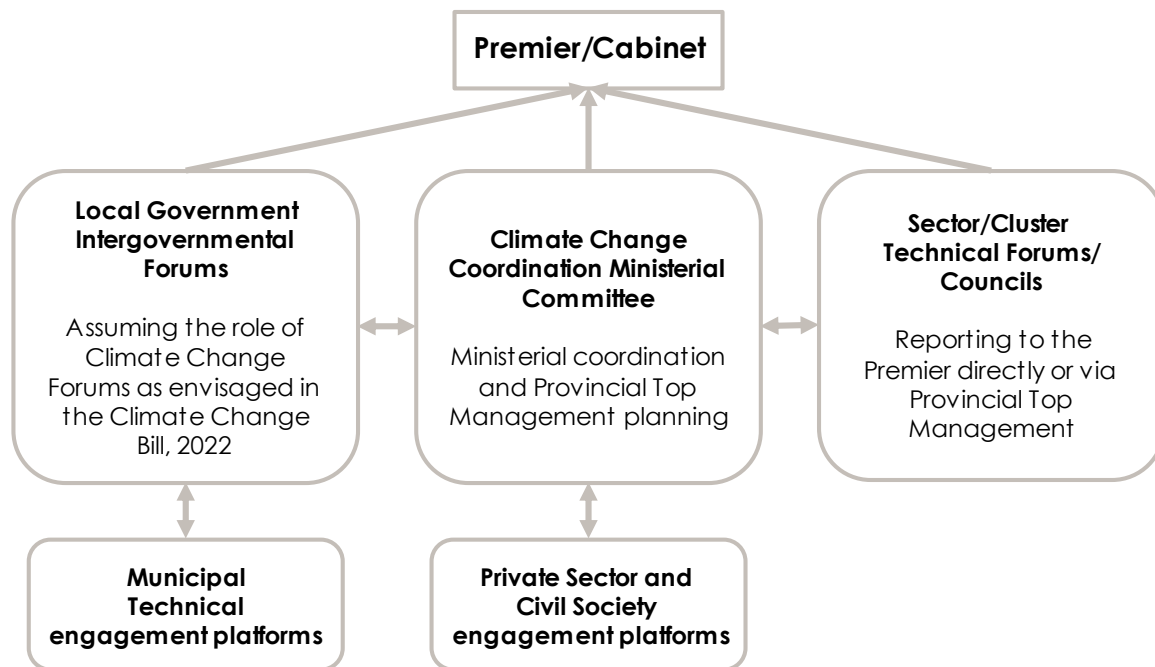 Premier/Cabinet
Local Government
Intergovernmental
Forums
Assuming the role of
Climate Change
Forums as envisaged in
the Climate Change
Bill, 2022
Climate Change
Coordination Ministerial
Committee
Ministerial coordination
and Provincial Top
Management planning
Sector/Cluster
Technical Forums/
Councils
Reporting to the
Premier directly or via
Provincial Top
Management
Municipal
Technical
engagement platforms
Private Sector and
Civil Society
engagement platforms